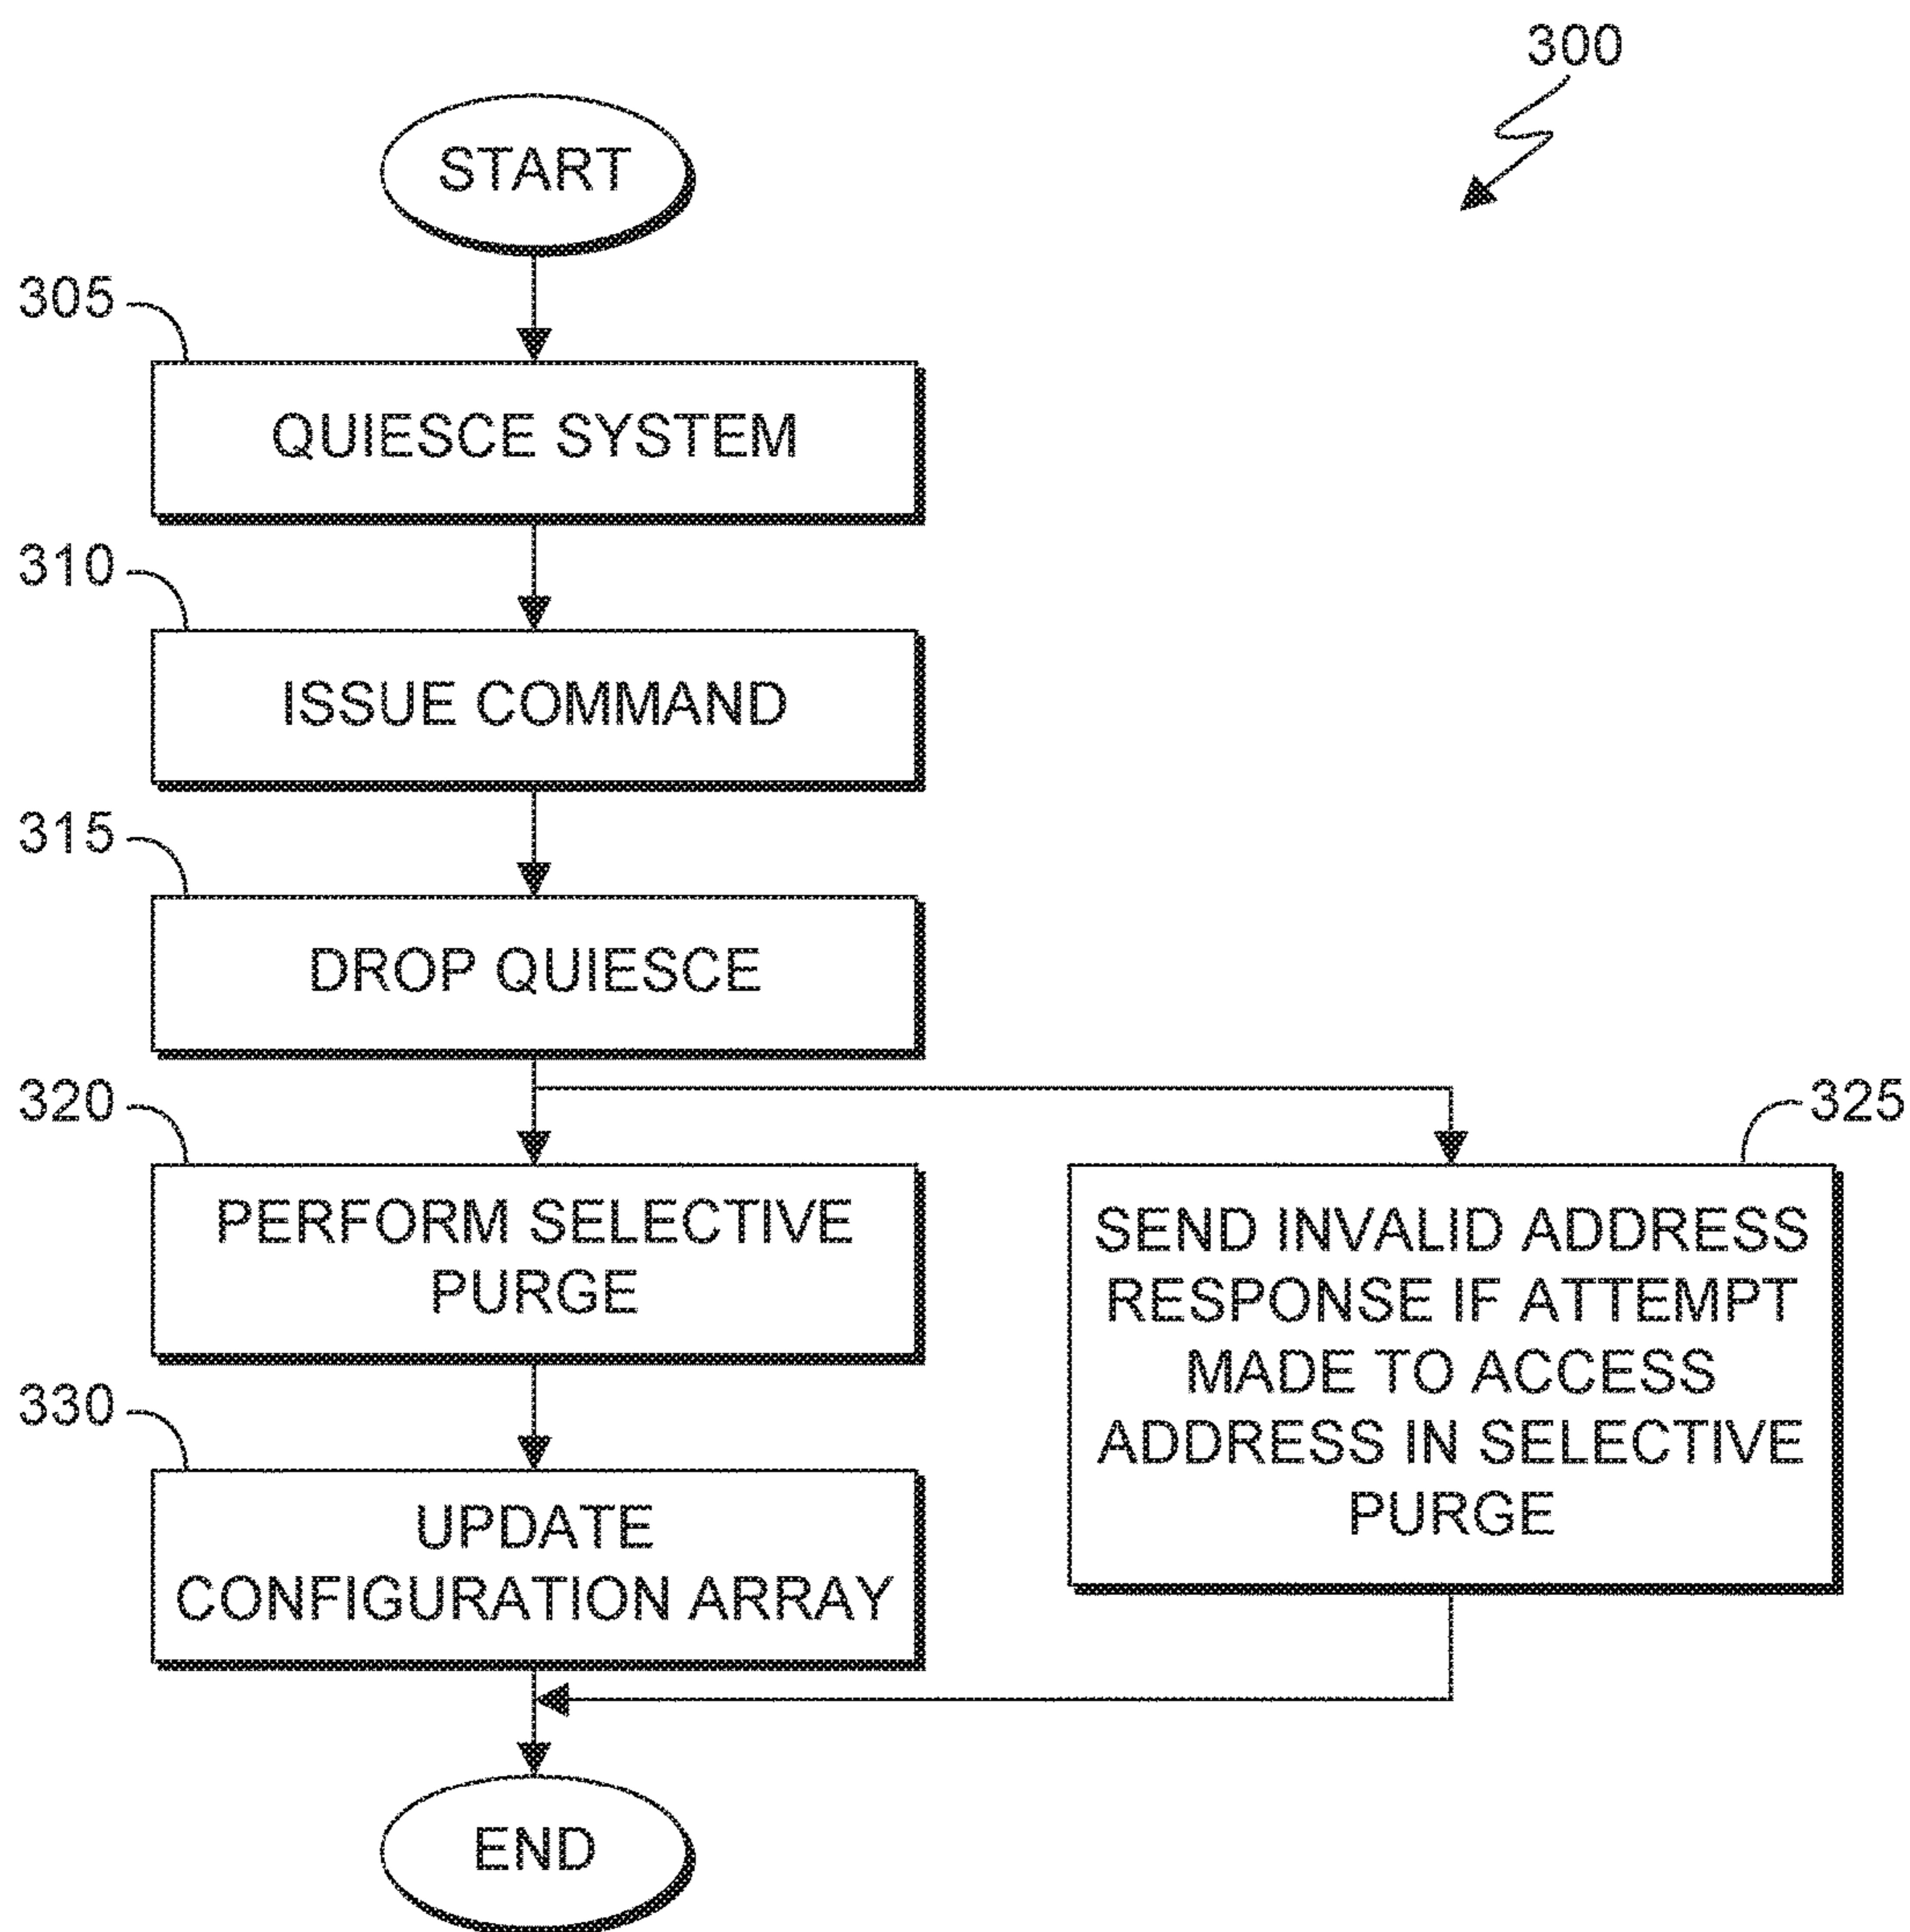 300
START
305
QUIESCE SYSTEM
310
ISSUE COMMAND
315
DROP QUIESCE
320
PERFORM SELECTIVE
PURGE
325
SEND INVALID ADDRESS
RESPONSE IF ATTEMPT
MADE TO ACCESS
ADDRESS IN SELECTIVE
PURGE
330
UPDATE
CONFIGURATION ARRAY
END